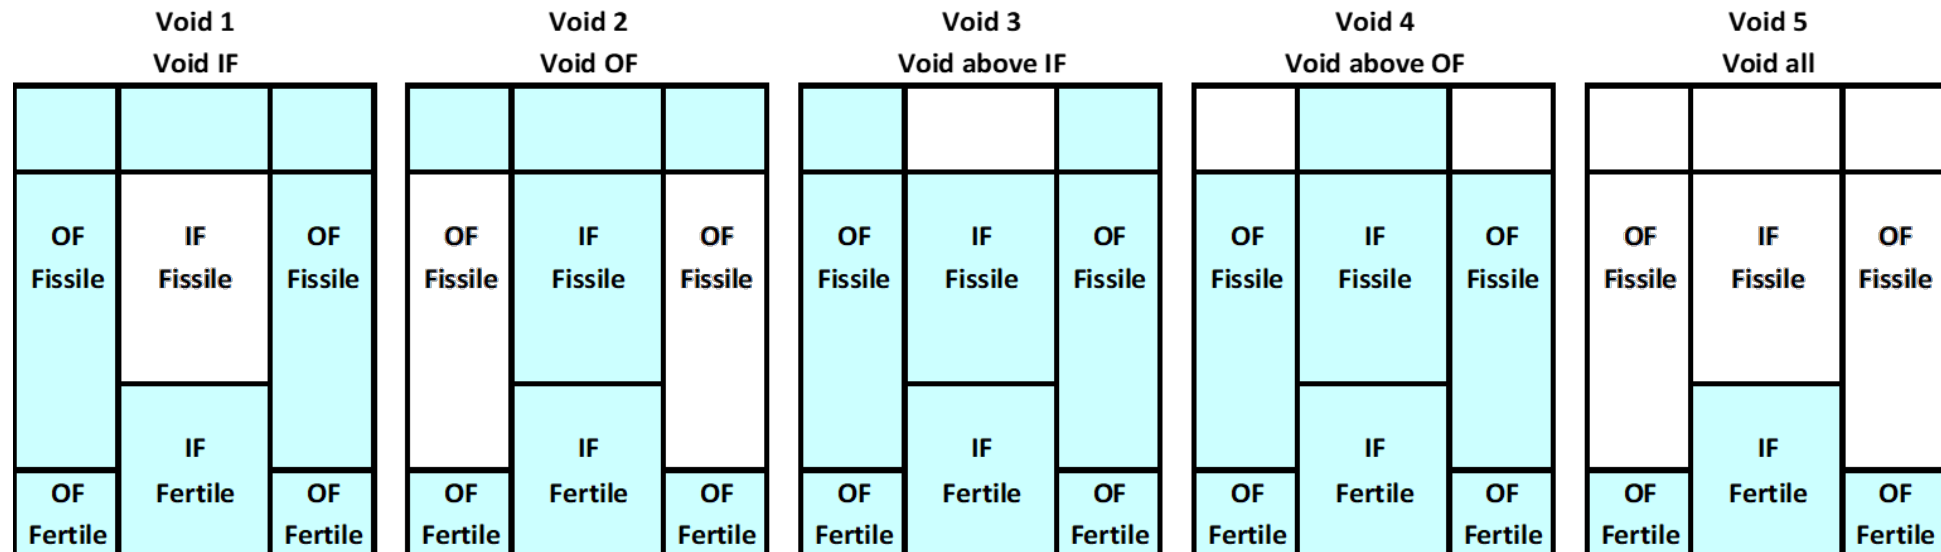 Void 1
Void IF
OF IF OF
Fissile Fissile Fissile
IF
Fertile
OF OF
Fertile Fertile
Void 2
Void OF
OF IF OF
Fissile Fissile Fissile
IF
Fertile
OF OF
Fertile Fertile
Void 3
Void above IF
OF IF OF
Fissile Fissile Fissile
IF
Fertile
OF OF
Fertile Fertile
Void 4
Void above OF
OF IF OF
Fissile Fissile Fissile
IF
Fertile
OF OF
Fertile Fertile
Void 5
Void all
OF IF OF
Fissile Fissile Fissile
IF
Fertile
OF OF
Fertile Fertile